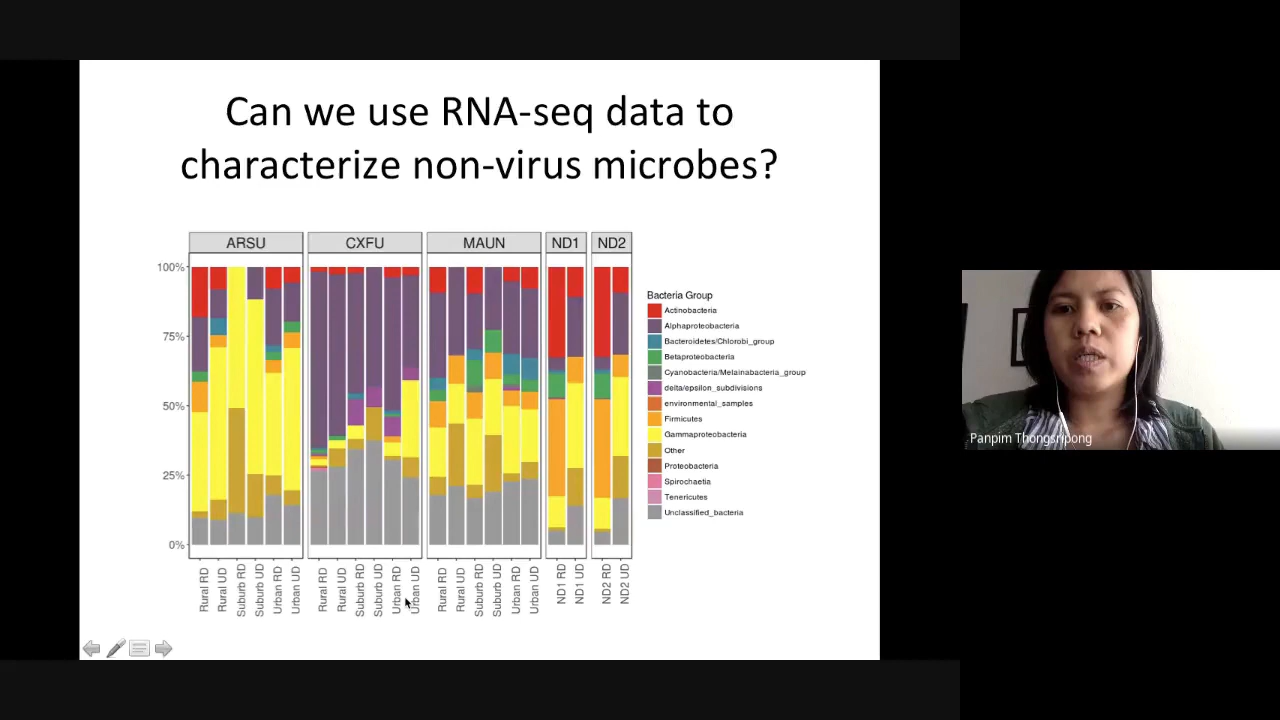 Can we use RNA-seq data to
characterize non-virus microbes?
ARSU
CXFU
MAUN
ND1
ND2
100%
75%
50%
25%
0%
Rural RD
Rural UD
Suburb RD
Suburb UD
Urban RD
Urban UD
Rural RD
Rural UD
Suburb RD
Suburb UD
Urban RD
Urban UD
Rural RD
Rural UD
Suburb RD
Suburb UD
Urban RD
Urban UD
ND1 RD
ND1 UD
ND2 RD
ND2 UD
Bacteria Group
Actinobacteria
Alphaproteobacteria
Bacteroidetes/Chlorobi_group
Betaproteobacteria
Cyanobacteria/Melainabacteria_group
delta/epsilon_subdivisions
environmental_samples
Firmicutes
Gammaproteobacteria
Other
Proteobacteria
Spirochaetia
Tenericutes
Unclassified_bacteria
Panpim Thongsripong